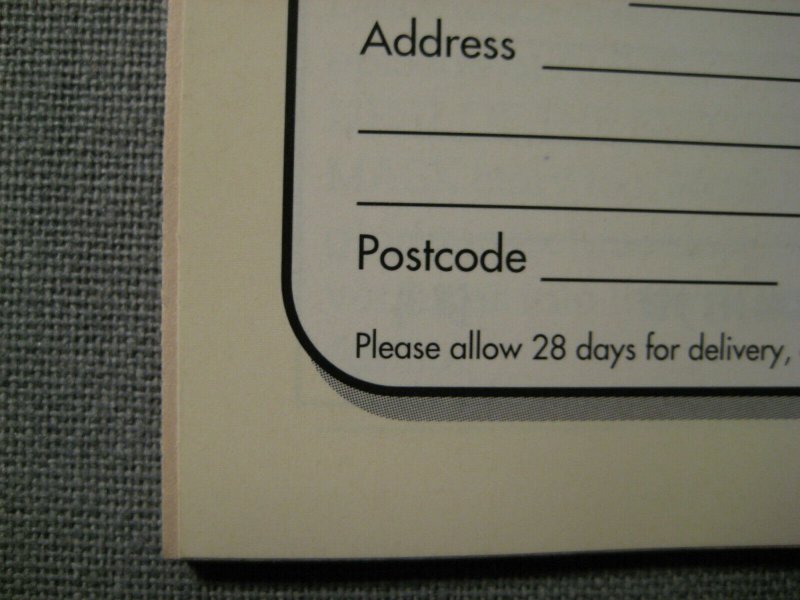 Address
Postcode
Please allow 28 days for delivery,